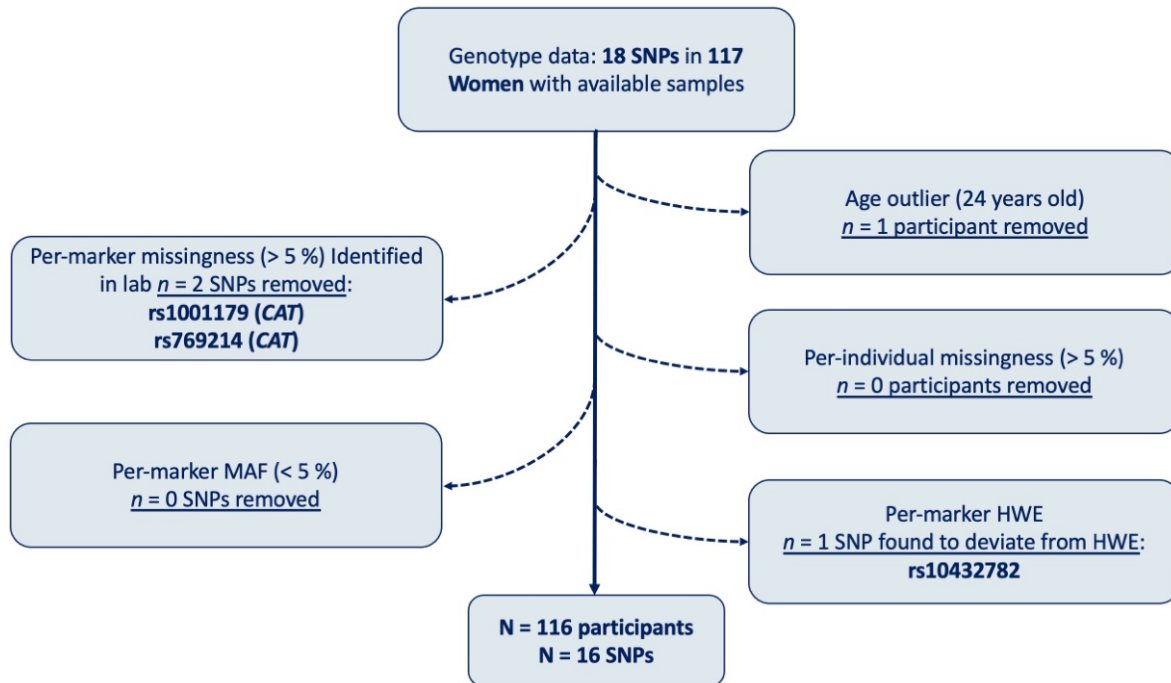 Genotype data: 18 SNPs in 117
Women with available samples
Age outlier (24 years old)
n = 1 participant removed
Per-marker missingness (> 5 %) Identified
in lab n = 2 SNPs removed:
rs1001179 (CAT)
rs769214 (CAT)
Per-individual missingness (> 5 %)
n = 0 participants removed
Per-marker MAF (< 5 %)
n = 0 SNPs removed
Per-marker HWE
n = 1 SNP found to deviate from HWE:
rs10432782
N = 116 participants
N = 16 SNPs